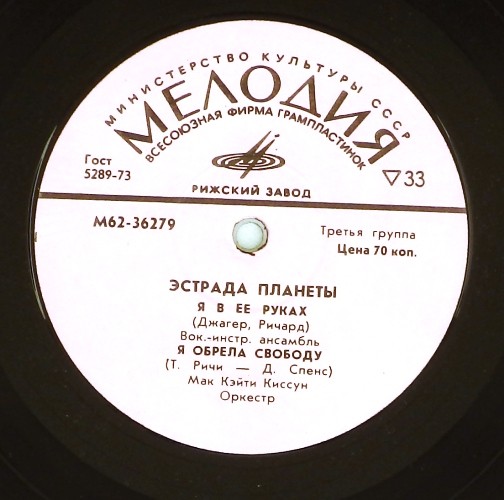 МИНИСТЕРСТВО КУЛЬТУРЫ СССР
МЕЛОДИЯ
ВСЕСОЮЗНАЯ ФИРМА ГРАМПЛАСТИНОК
Гост
5289-73
▽33
РИЖСКИЙ ЗАВОД
М62-36279
Третья группа
Цена 70 коп.
ЭСТРАДА ПЛАНЕТЫ
Я В ЕЕ РУКАХ
(Джагер, Ричард)
Вок.-инстр. ансамбль
Я ОБРЕЛА СВОБОДУ
(Т. Ричи — Д. Спенс)
Мак Кэйти Киссун
Оркестр